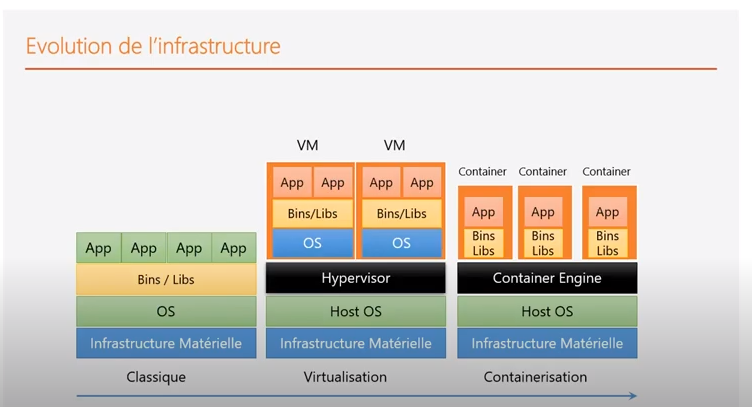 Evolution de l'infrastructure
VM VM
Container Container Container
App App App App
App App App
Bins/Libs Bins/Libs
Bins Libs Bins Libs Bins Libs
OS OS
App App App App
Bins / Libs
Hypervisor
Container Engine
OS
Host OS
Host OS
Infrastructure Matérielle
Infrastructure Matérielle
Infrastructure Matérielle
Classique
Virtualisation
Containerisation